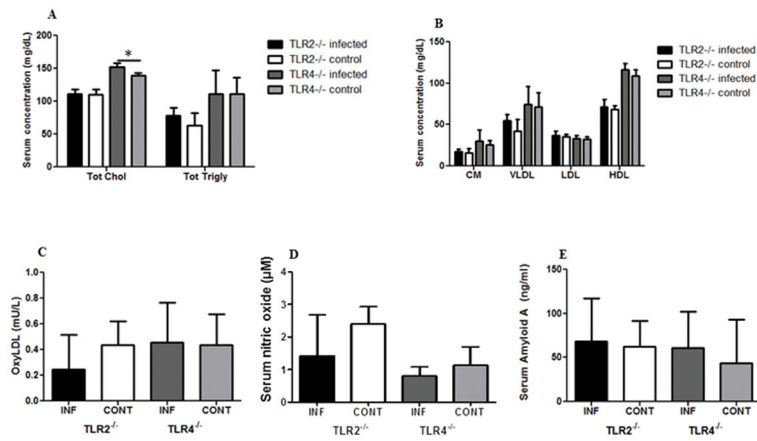 A
Serum concentration (mg/dL)
200
150
100
50
0
*
Tot Chol
Tot Trigly
TLR2-/- infected
TLR2-/- control
TLR4-/- infected
TLR4-/- control
B
Serum concentration (mg/dL)
150
100
50
0
CM
VLDL
LDL
HDL
TLR2-/- infected
TLR2-/- control
TLR4-/- infected
TLR4-/- control
C
OxyLDL (mU/L)
1.0
0.8
0.6
0.4
0.2
0.0
INF
CONT
INF
CONT
TLR2-/-
TLR4-/-
D
Serum nitric oxide (µM)
4
3
2
1
0
INF
CONT
INF
CONT
TLR2-/-
TLR4-/-
E
Serum Amyloid A (ng/ml)
150
100
50
0
INF
CONT
INF
CONT
TLR2-/-
TLR4-/-